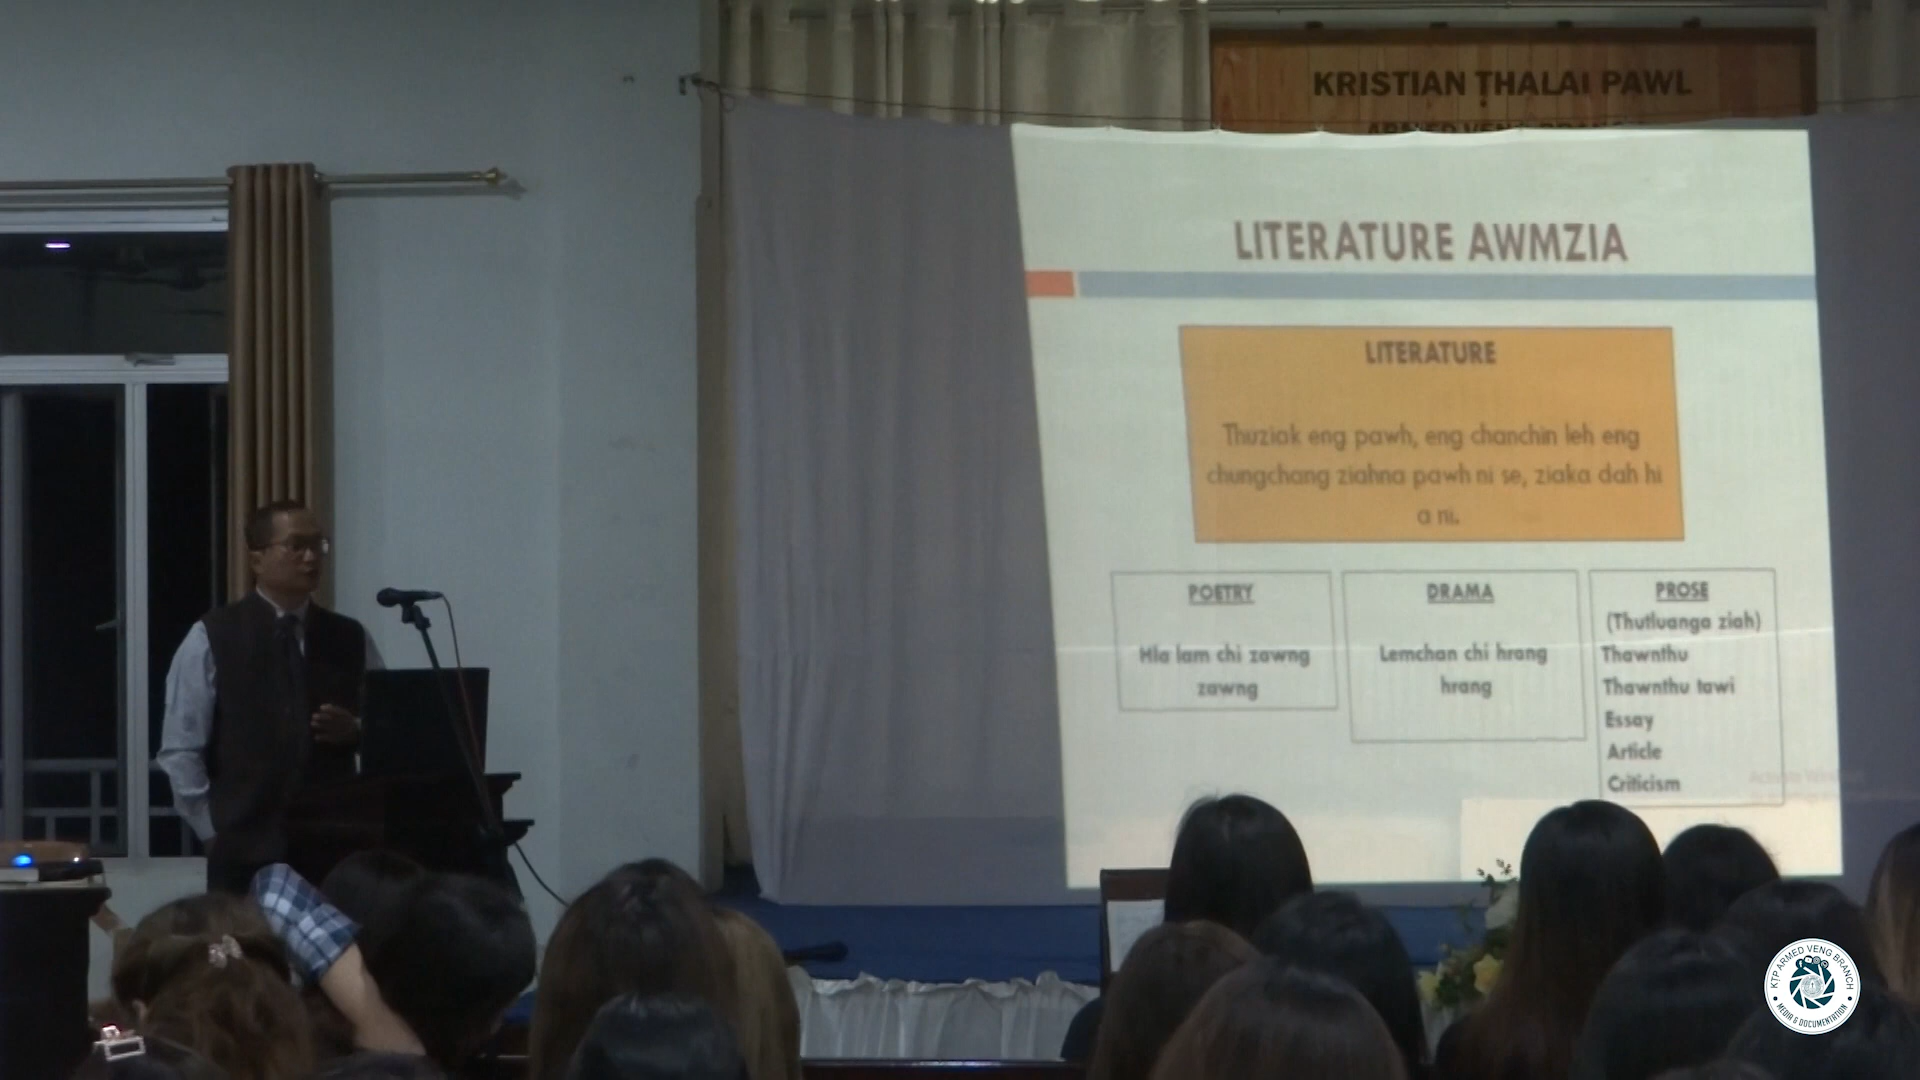 KRISTIAN THALAI PAWL
LITERATURE AWMZIA
LITERATURE
Thuziak eng pawh, eng chanchin leh eng
chungchang ziahna pawh ni se, ziaka dah hi
a ni.
POETRY
Hla lam chi zawng
zawng
DRAMA
Lemchan chi hrang
hrang
PROSE
(Thutluanga ziah)
Thawnthu
Thawnthu tawi
Essay
Article
Criticism
KTP ARMED VENG BRANCH
MEDIA & DOCUMENTATION